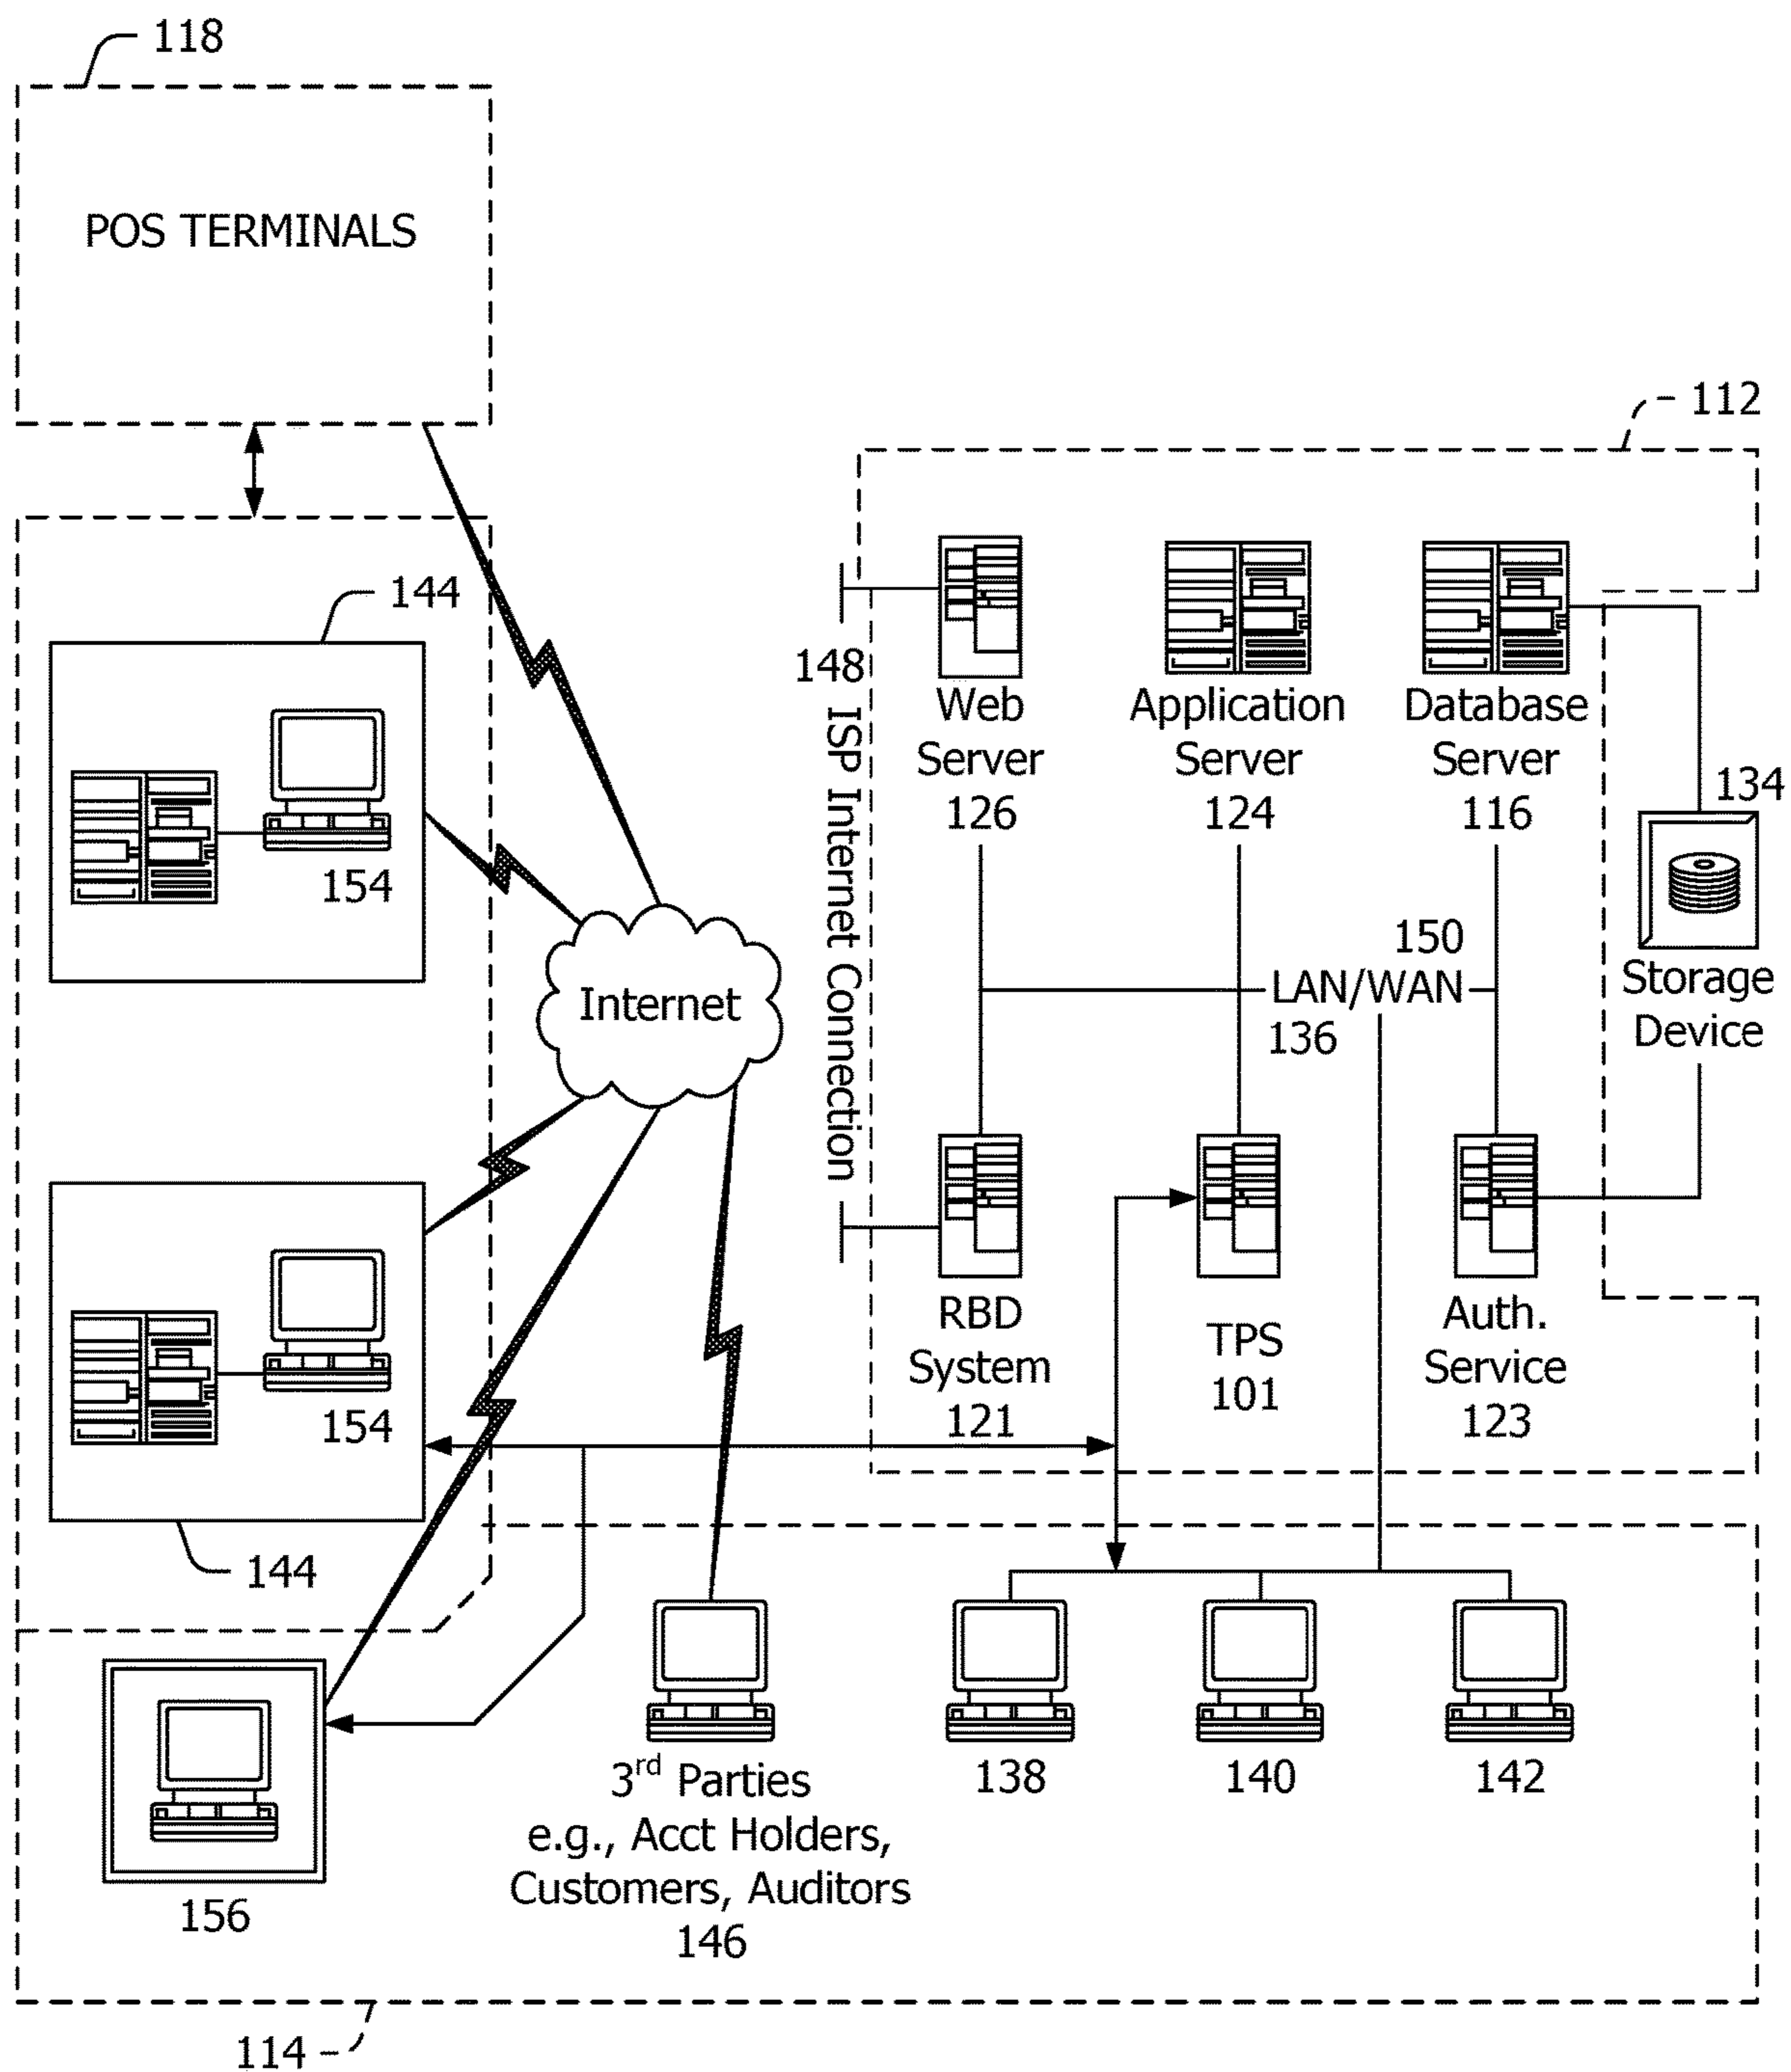 118
POS TERMINALS
112
144
148
ISP Internet Connection
Web
Server
126
Application
Server
124
Database
Server
116
134
Storage
Device
154
Internet
150
LAN/WAN
136
RBD
System
121
TPS
101
Auth.
Service
123
154
144
156
3rd Parties
e.g., Acct Holders,
Customers, Auditors
146
138
140
142
114